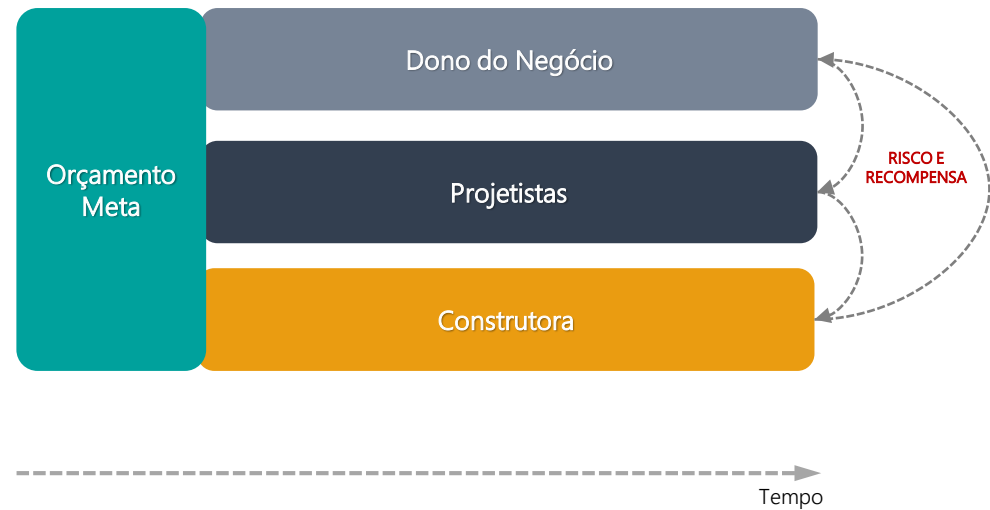 Dono do Negócio
Orçamento
Meta
Projetistas
RISCO E
RECOMPENSA
Construtora
Tempo